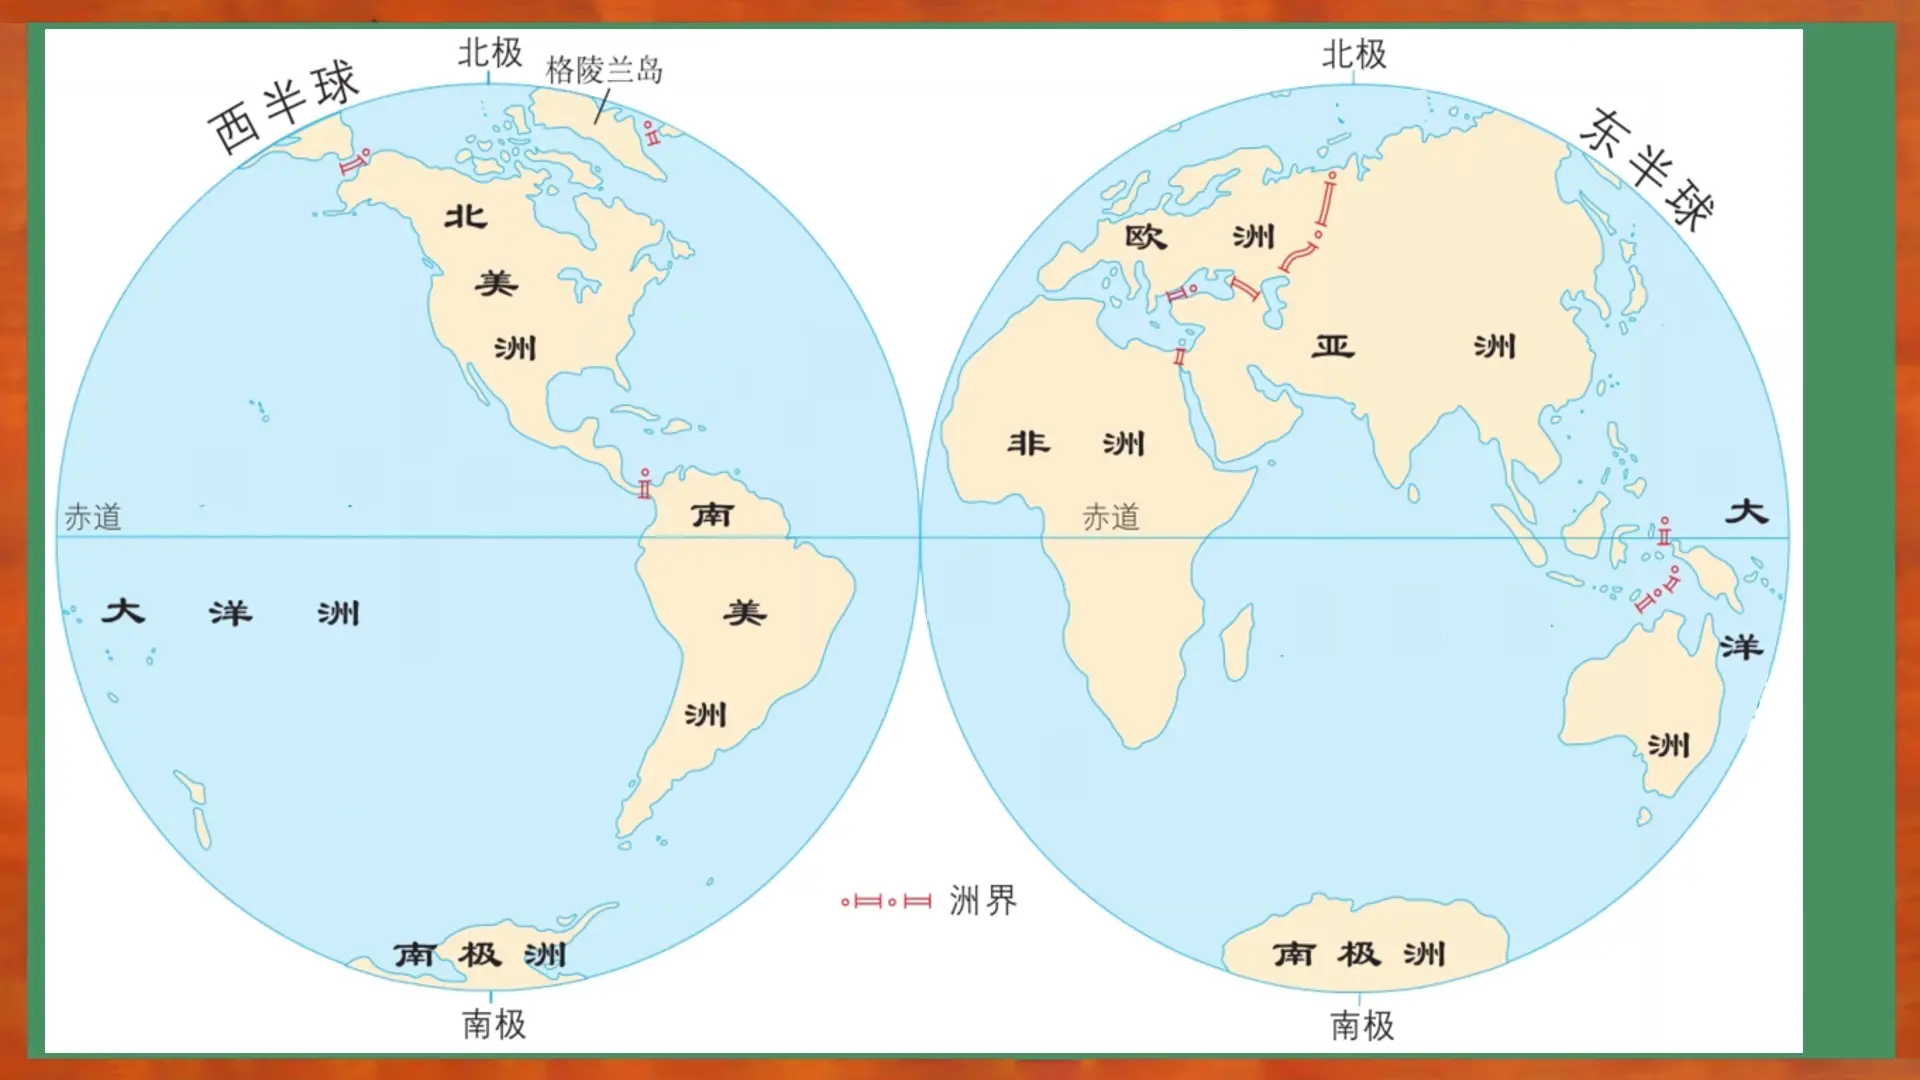 西半球
北极
格陵兰岛
北
美
洲
赤道
南
大洋洲
美
洲
南极洲
南极
北极
东半球
欧洲
亚洲
非洲
赤道
大
洋
洲
南极洲
南极
洲界